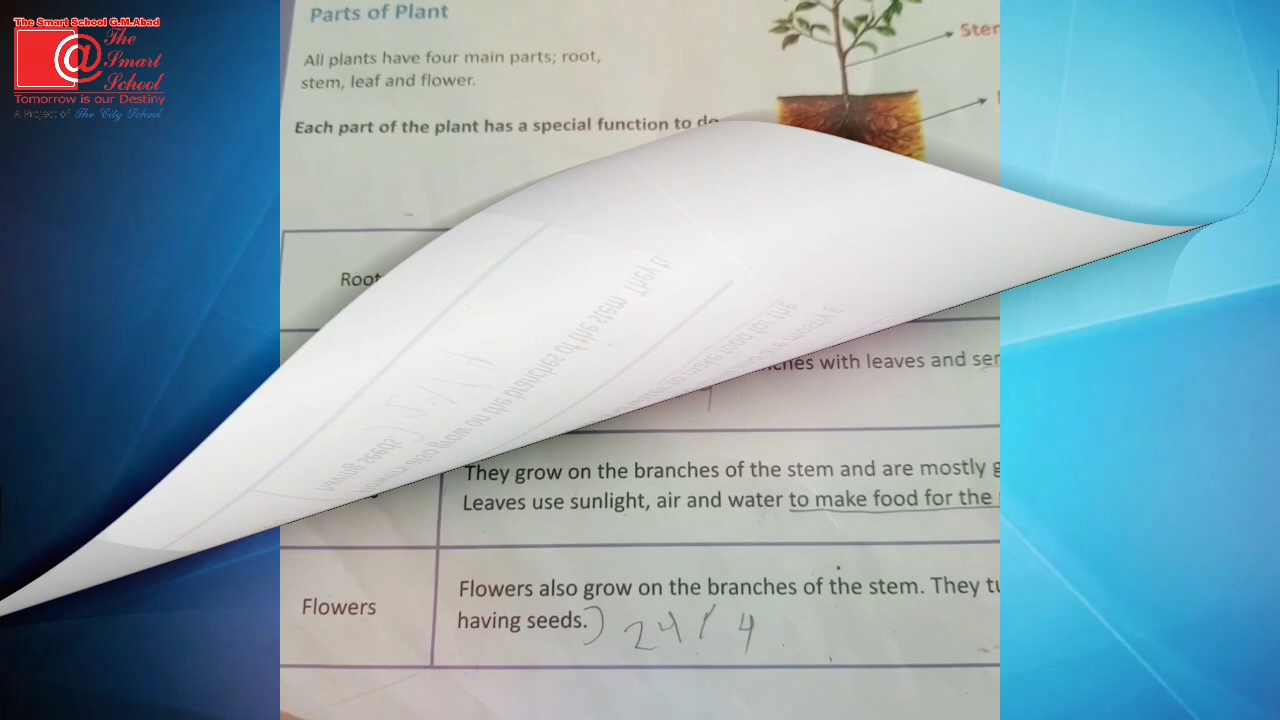 The Smart School G.M.Abad
The
Smart
School
Tomorrow is our Destiny
A Project of The City School
Parts of Plant
All plants have four main parts; root,
stem, leaf and flower.
Each part of the plant has a special function to do
Ster
Root
with leaves and ser
They grow on the branches of the stem and are mostly g
Leaves use sunlight, air and water to make food for the
Flowers
Flowers also grow on the branches of the stem. They tu
having seeds.) 24/4